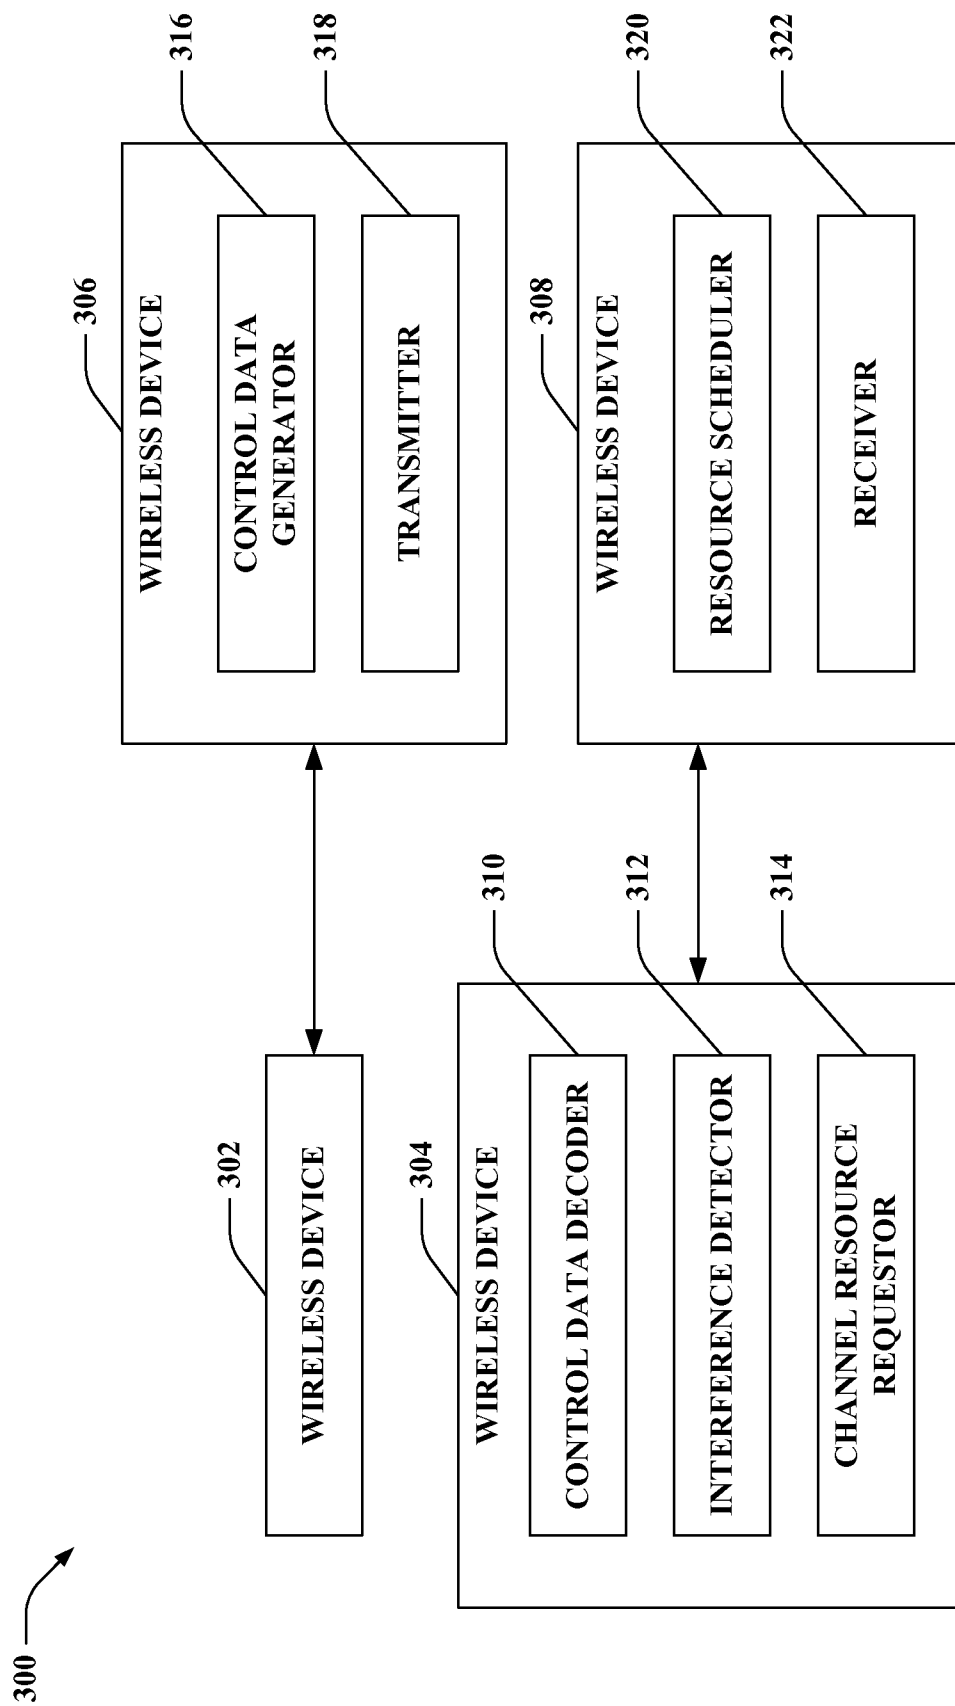 300
302
WIRELESS DEVICE
304
WIRELESS DEVICE
310
CONTROL DATA DECODER
312
INTERFERENCE DETECTOR
314
CHANNEL RESOURCE
REQUESTOR
306
WIRELESS DEVICE
316
CONTROL DATA
GENERATOR
318
TRANSMITTER
308
WIRELESS DEVICE
320
RESOURCE SCHEDULER
322
RECEIVER